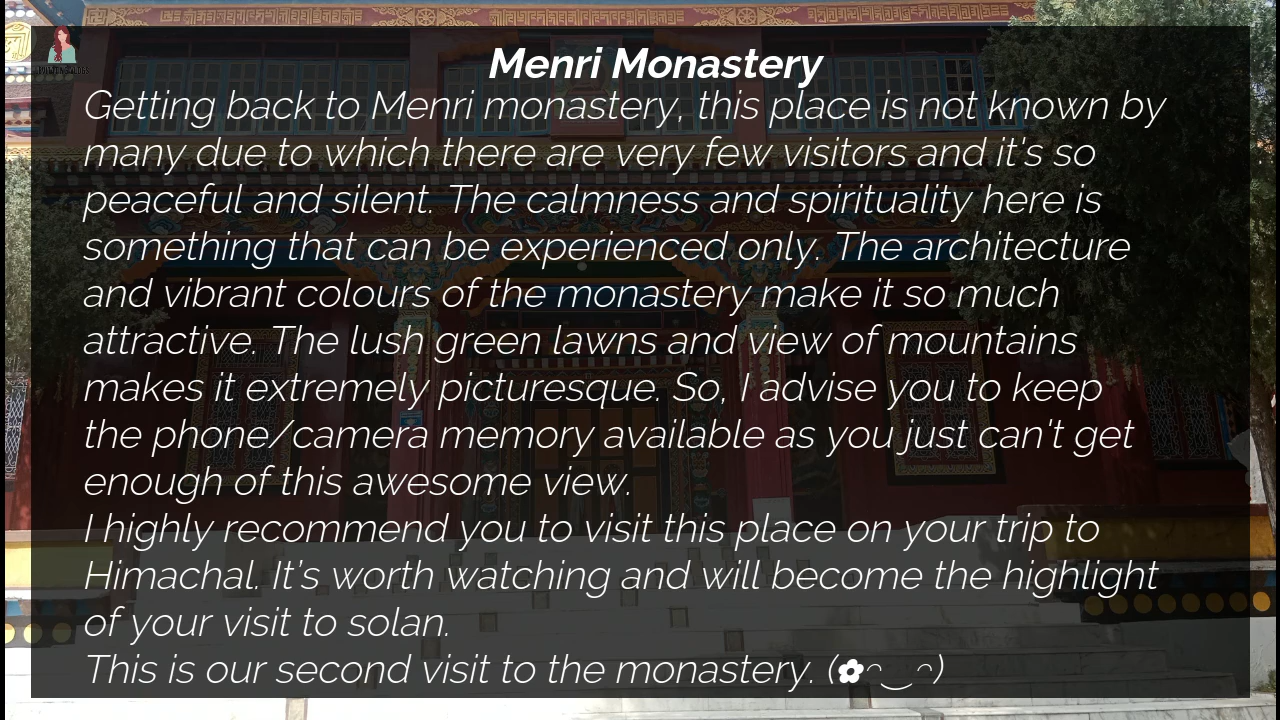 Menri Monastery
Getting back to Menri monastery, this place is not known by
many due to which there are very few visitors and it's so
peaceful and silent. The calmness and spirituality here is
something that can be experienced only. The architecture
and vibrant colours of the monastery make it so much
attractive. The lush green lawns and view of mountains
makes it extremely picturesque. So, I advise you to keep
the phone/camera memory available as you just can't get
enough of this awesome view.
I highly recommend you to visit this place on your trip to
Himachal. It's worth watching and will become the highlight
of your visit to solan.
This is our second visit to the monastery. (✿◠‿◠)